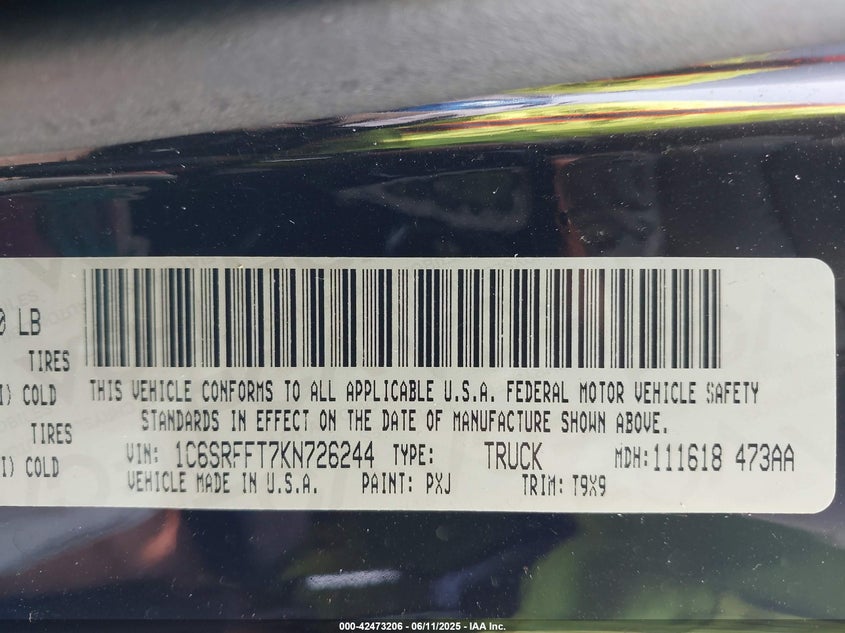 0 LB
TIRES
I) COLD
TIRES
I) COLD
THIS VEHICLE CONFORMS TO ALL APPLICABLE U.S.A. FEDERAL MOTOR VEHICLE SAFETY
STANDARDS IN EFFECT ON THE DATE OF MANUFACTURE SHOWN ABOVE.
VIN: 1C6SRFFT7KN726244 TYPE: TRUCK MDH: 111618 473AA
VEHICLE MADE IN U.S.A. PAINT: PXJ TRIM: T9X9
000-42473206 - 06/11/2025 - IAA Inc.